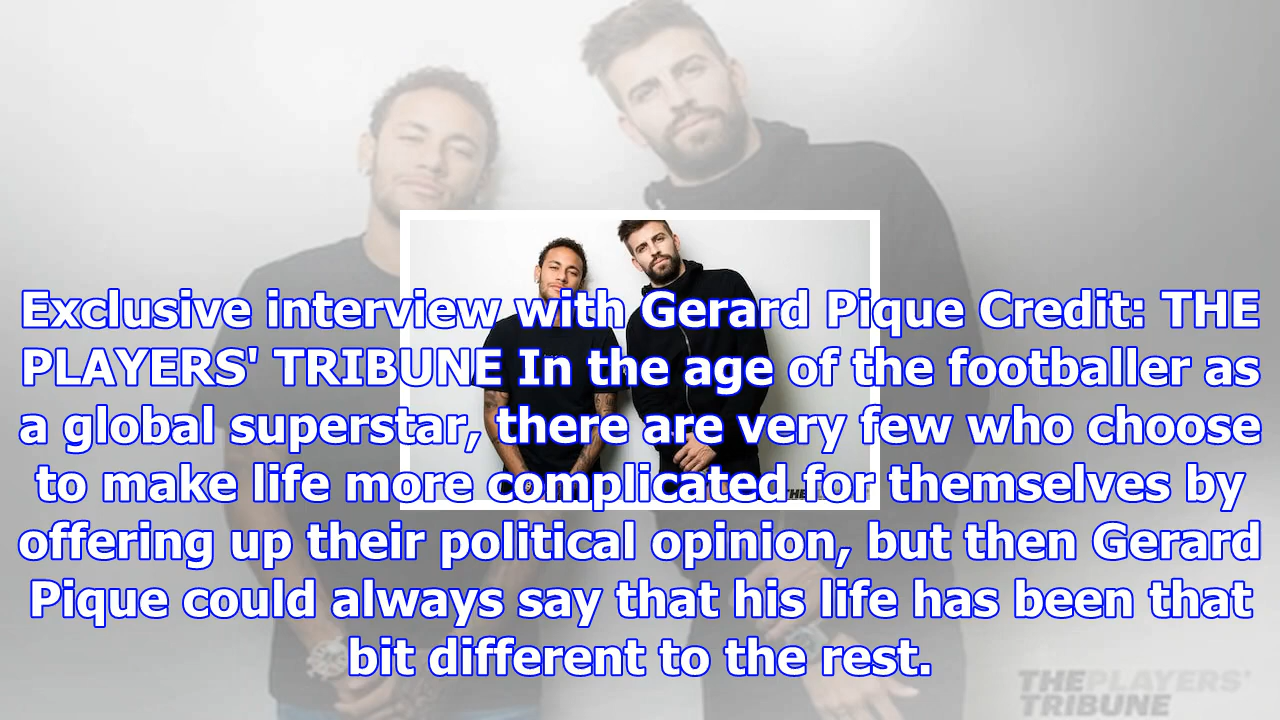 Exclusive interview with Gerard Pique Credit: THE
PLAYERS' TRIBUNE In the age of the footballer as
a global superstar, there are very few who choose
to make life more complicated for themselves by
offering up their political opinion, but then Gerard
Pique could always say that his life has been that
bit different to the rest.
THEPLAYERS'
TRIBUNE